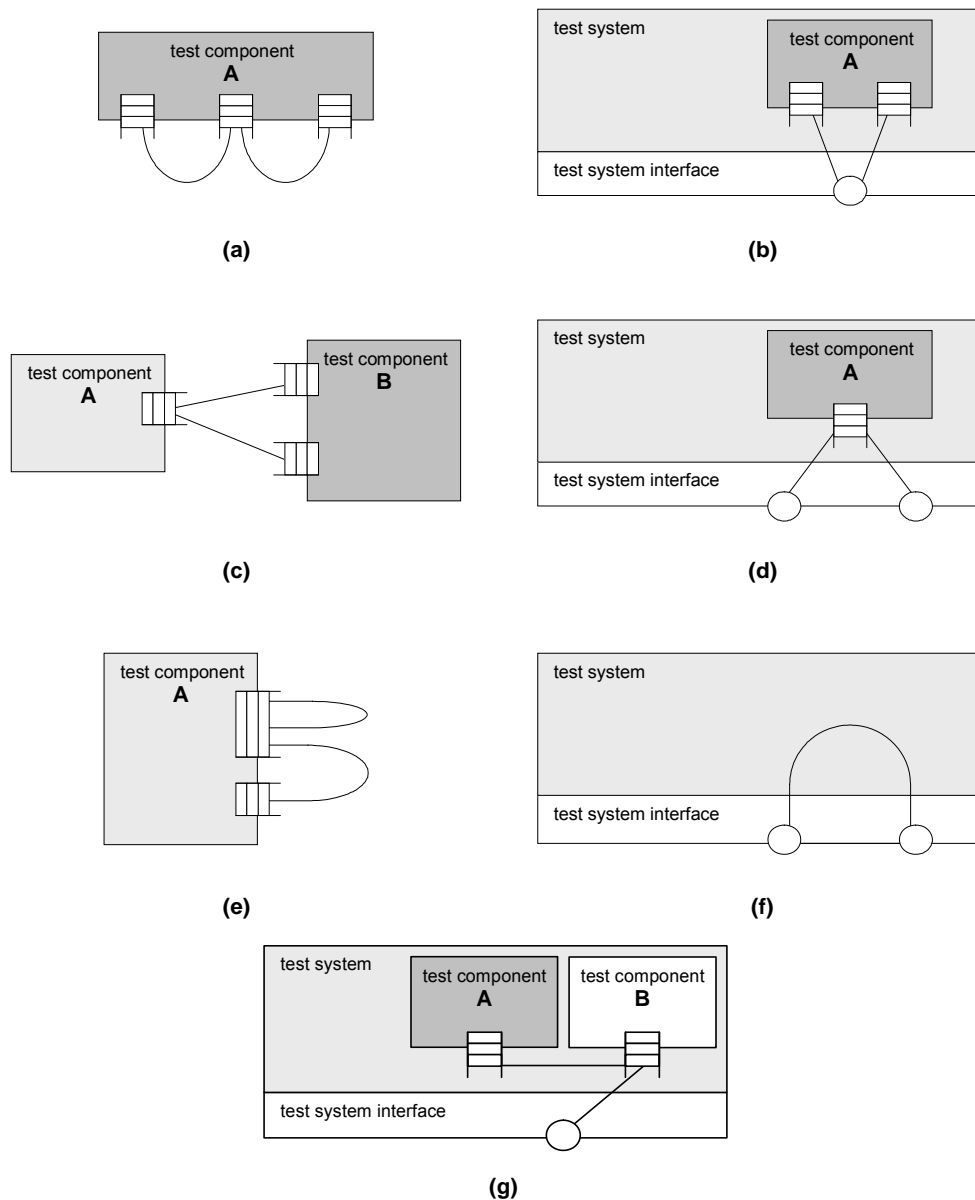 test component
A
(a)
test system
test component
A
test system interface
(b)
test component
A
test component
B
(c)
test system
test component
A
test system interface
(d)
test component
A
(e)
test system
test system interface
(f)
test system
test component
A
test component
B
test system interface
(g)